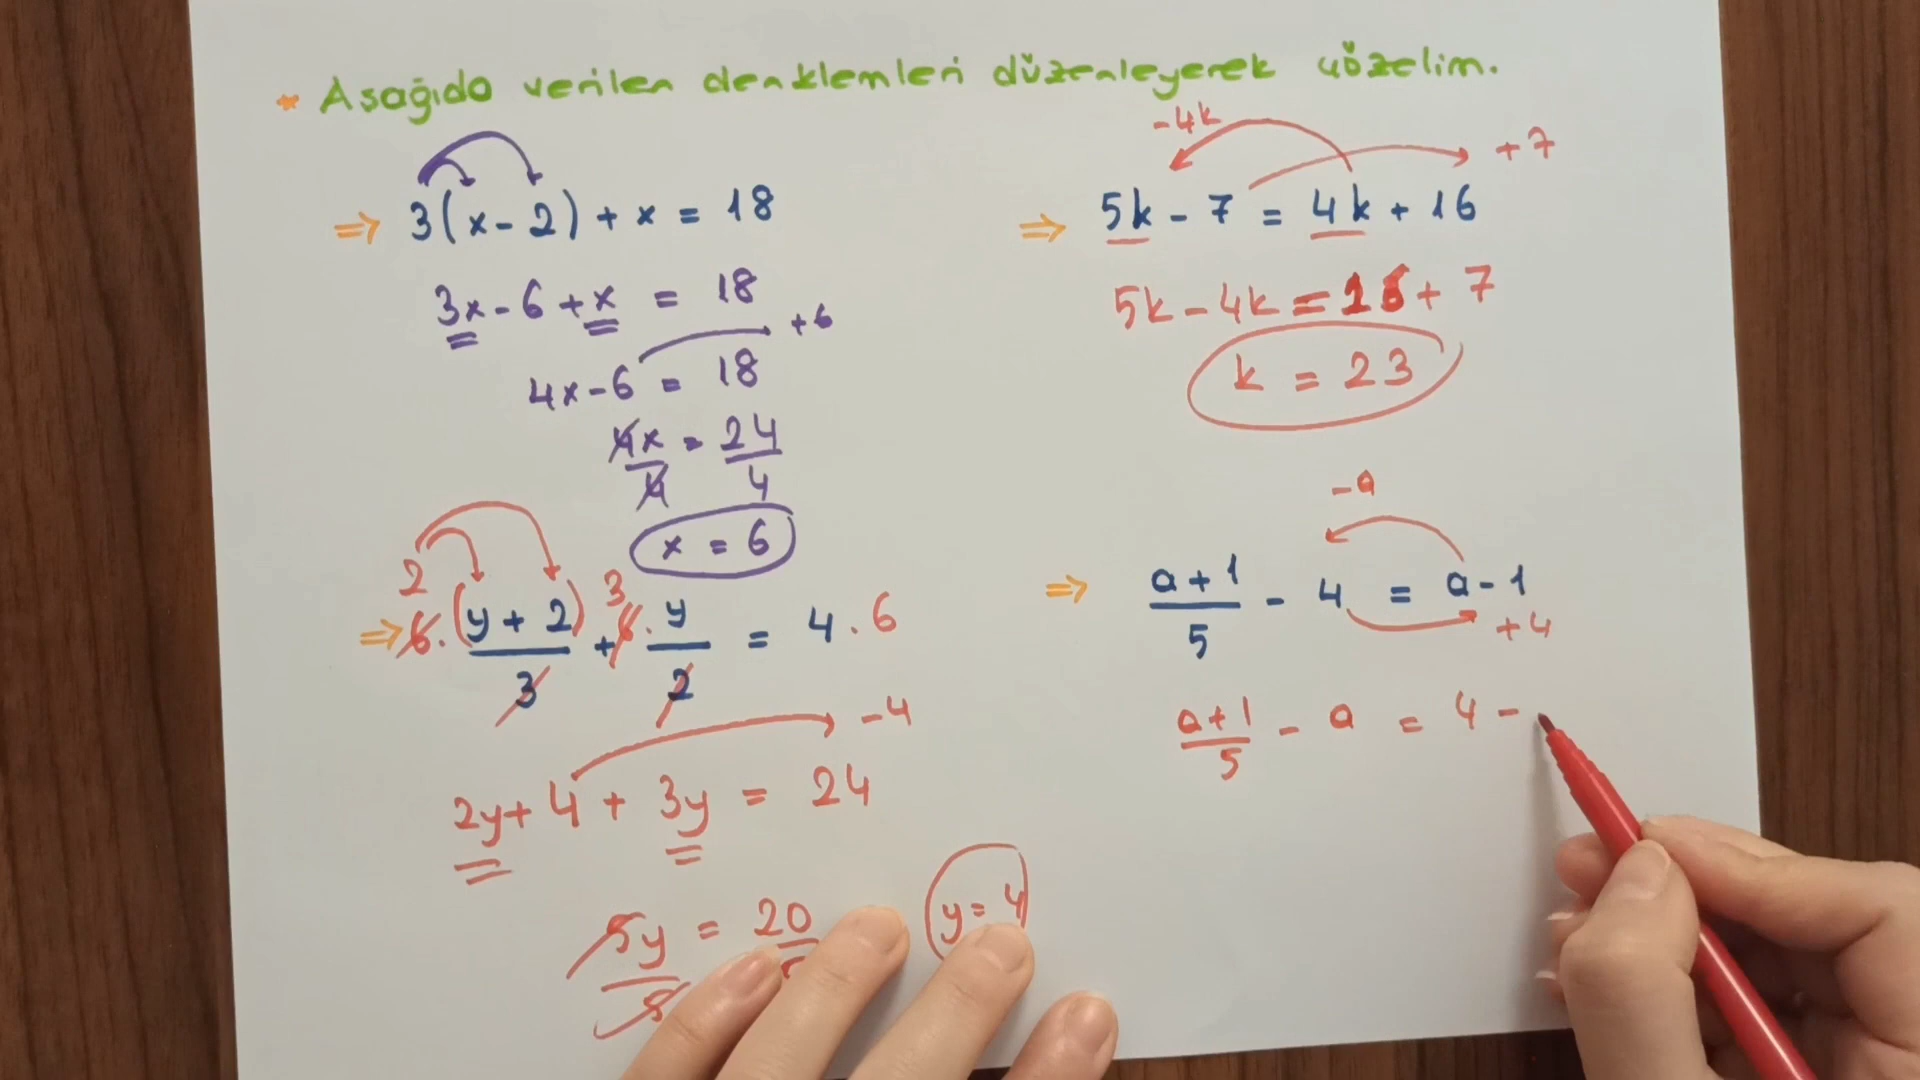 * Aşağıda verilen denklemleri düzenleyerek çözelim.
⇒ 3(x - 2) + x = 18
3x - 6 + x = 18
+6
4x - 6 = 18
4x/4 = 24/4
x = 6
2 3
⇒ 6. (y + 2)/3 + 6. y/2 = 4 . 6
-4
2y + 4 + 3y = 24
5y/5 = 20
y = 4
-4k +7
⇒ 5k - 7 = 4k + 16
5k - 4k = 16 + 7
k = 23
-a
⇒ a + 1/5 - 4 = a - 1
+4
a + 1/5 - a = 4 -